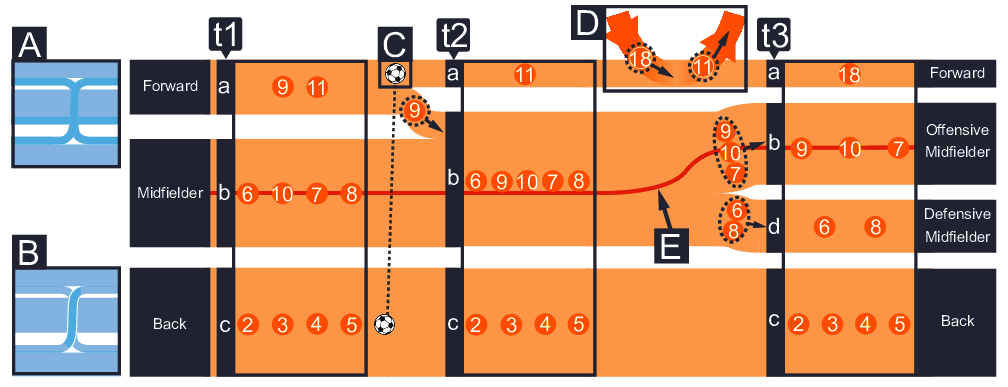 A
B
t1
C
t2
D
t3
18
11
Forward
a
9 11
a
11
a
18
Forward
9
Midfielder
b
6 10 7 8
b
6 9 10 7 8
9
10
7
b
9 10 7
Offensive
Midfielder
6
8
d
6 8
Defensive
Midfielder
E
Back
c
2 3 4 5
c
2 3 4 5
c
2 3 4 5
Back